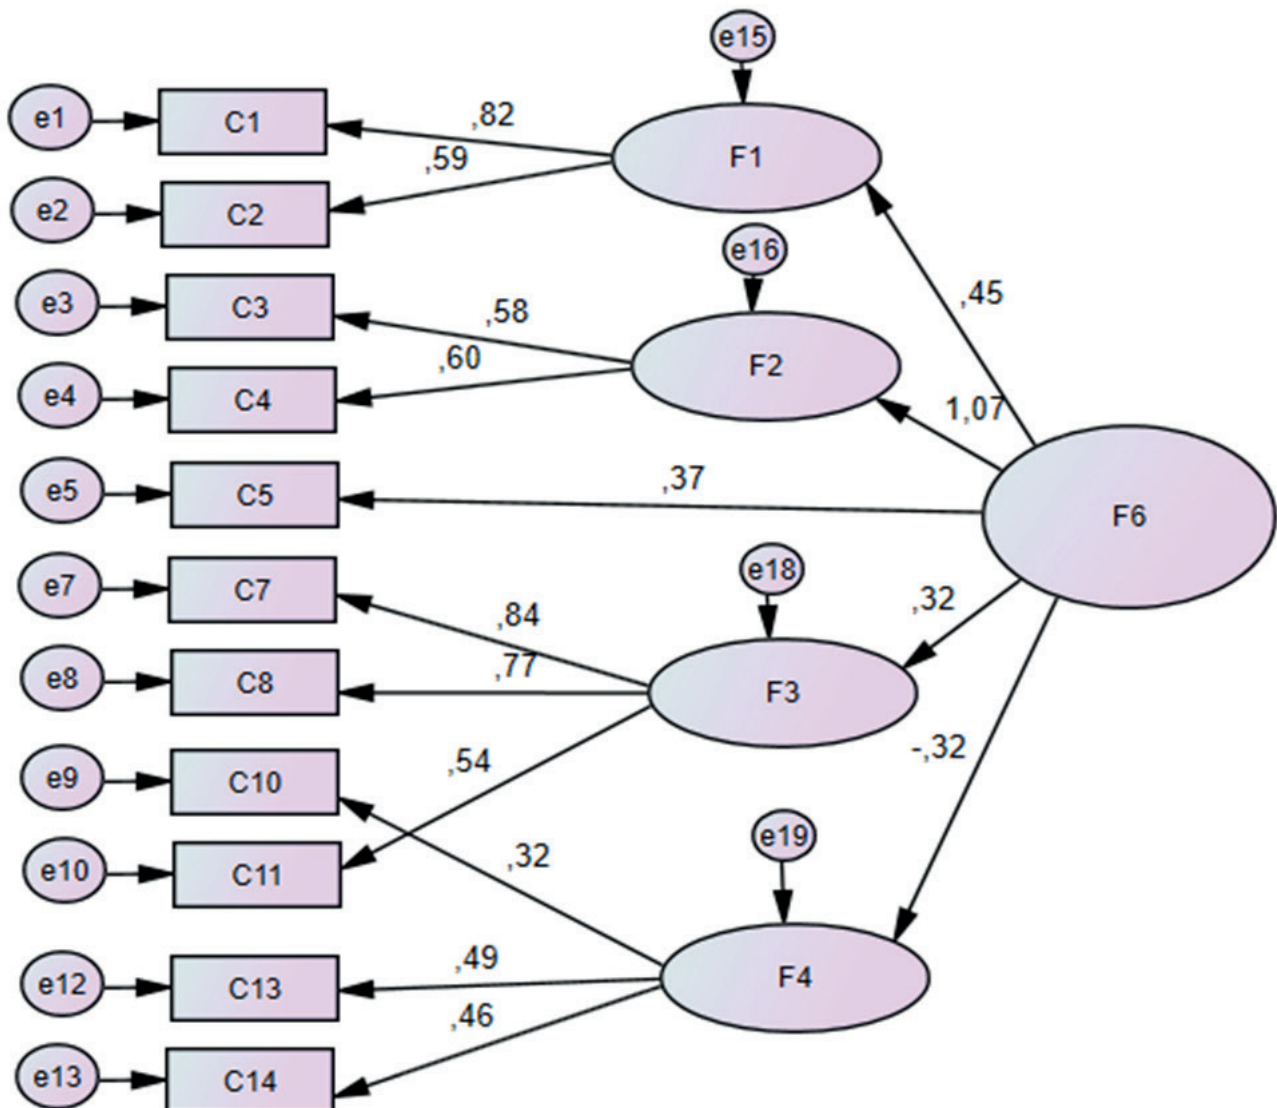 e15
e1
C1
,82
F1
,59
e2
C2
e16
e3
C3
,58
,45
F2
,60
e4
C4
1,07
,37
e5
C5
F6
e18
e7
C7
,32
,84
,77
e8
C8
F3
-,32
,54
e9
C10
e19
,32
e10
C11
,49
F4
e12
C13
,46
e13
C14